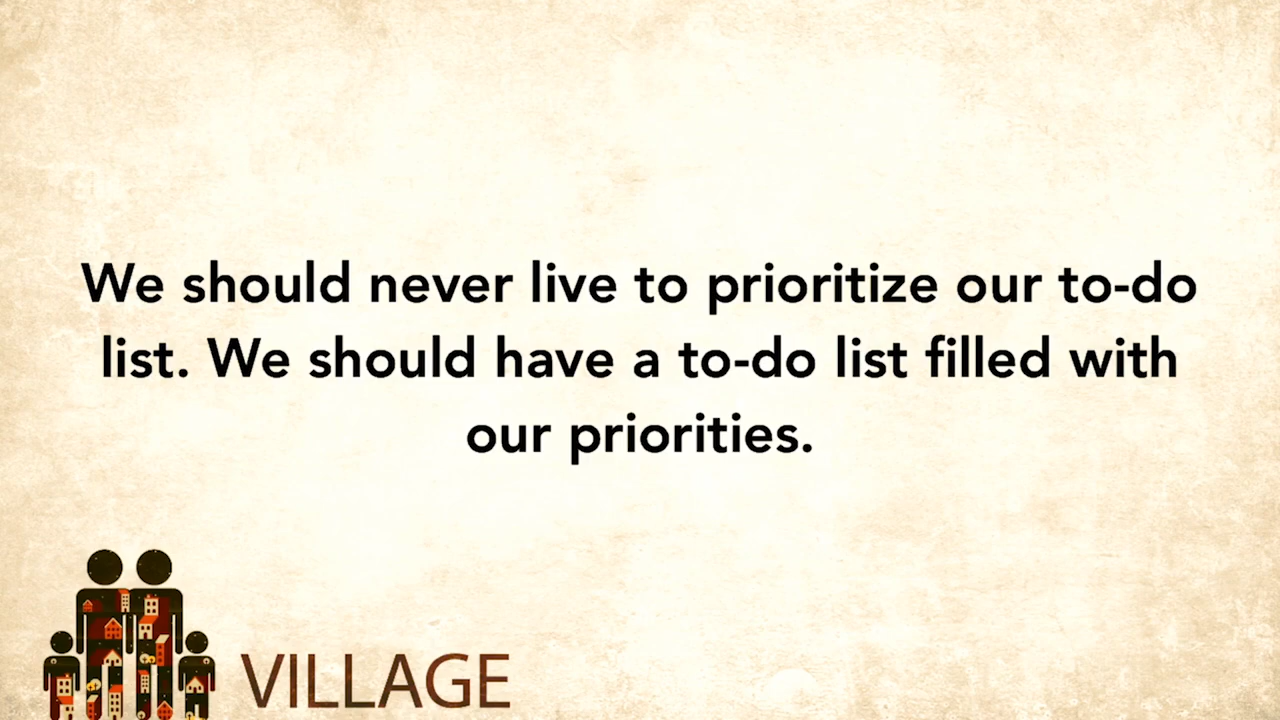 We should never live to prioritize our to-do
list. We should have a to-do list filled with
our priorities.
VILLAGE